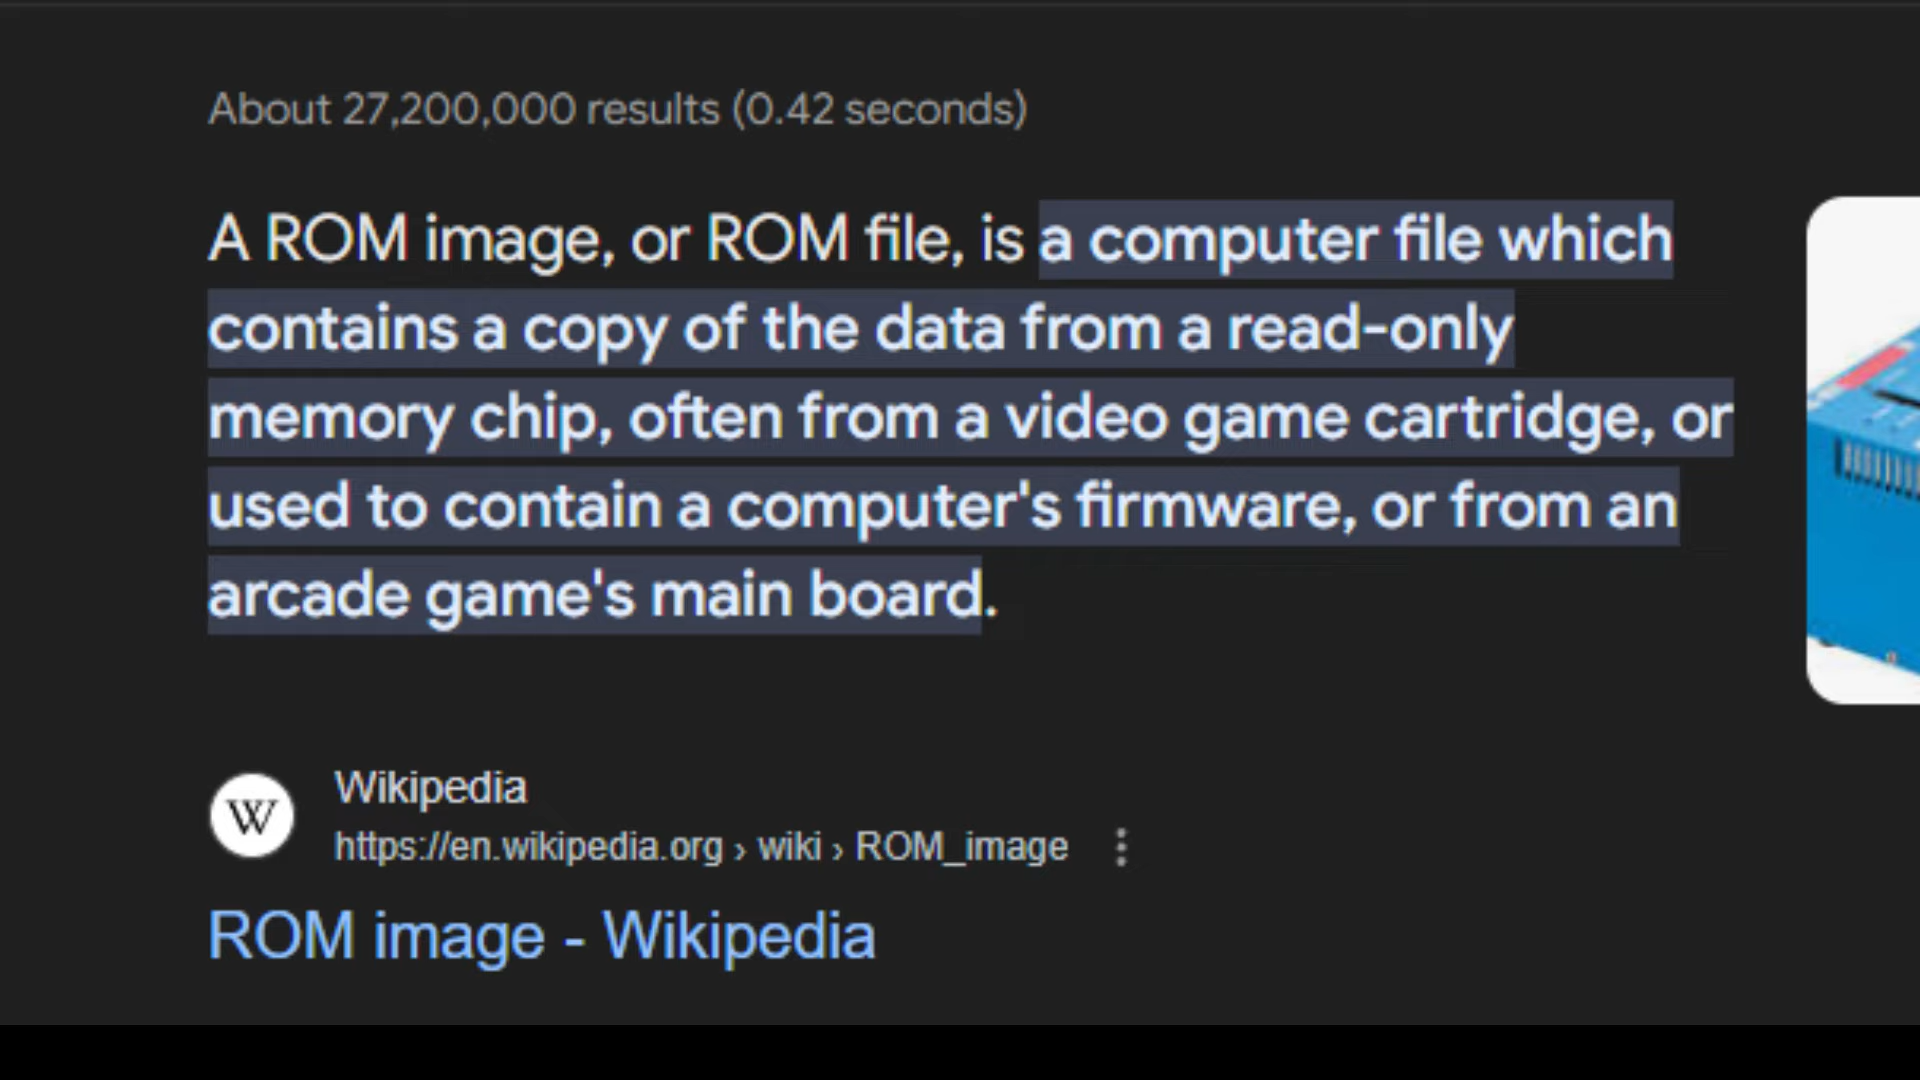 About 27,200,000 results (0.42 seconds)
A ROM image, or ROM file, is a computer file which
contains a copy of the data from a read-only
memory chip, often from a video game cartridge, or
used to contain a computer's firmware, or from an
arcade game's main board.
W
Wikipedia
https://en.wikipedia.org › wiki › ROM_image
ROM image - Wikipedia